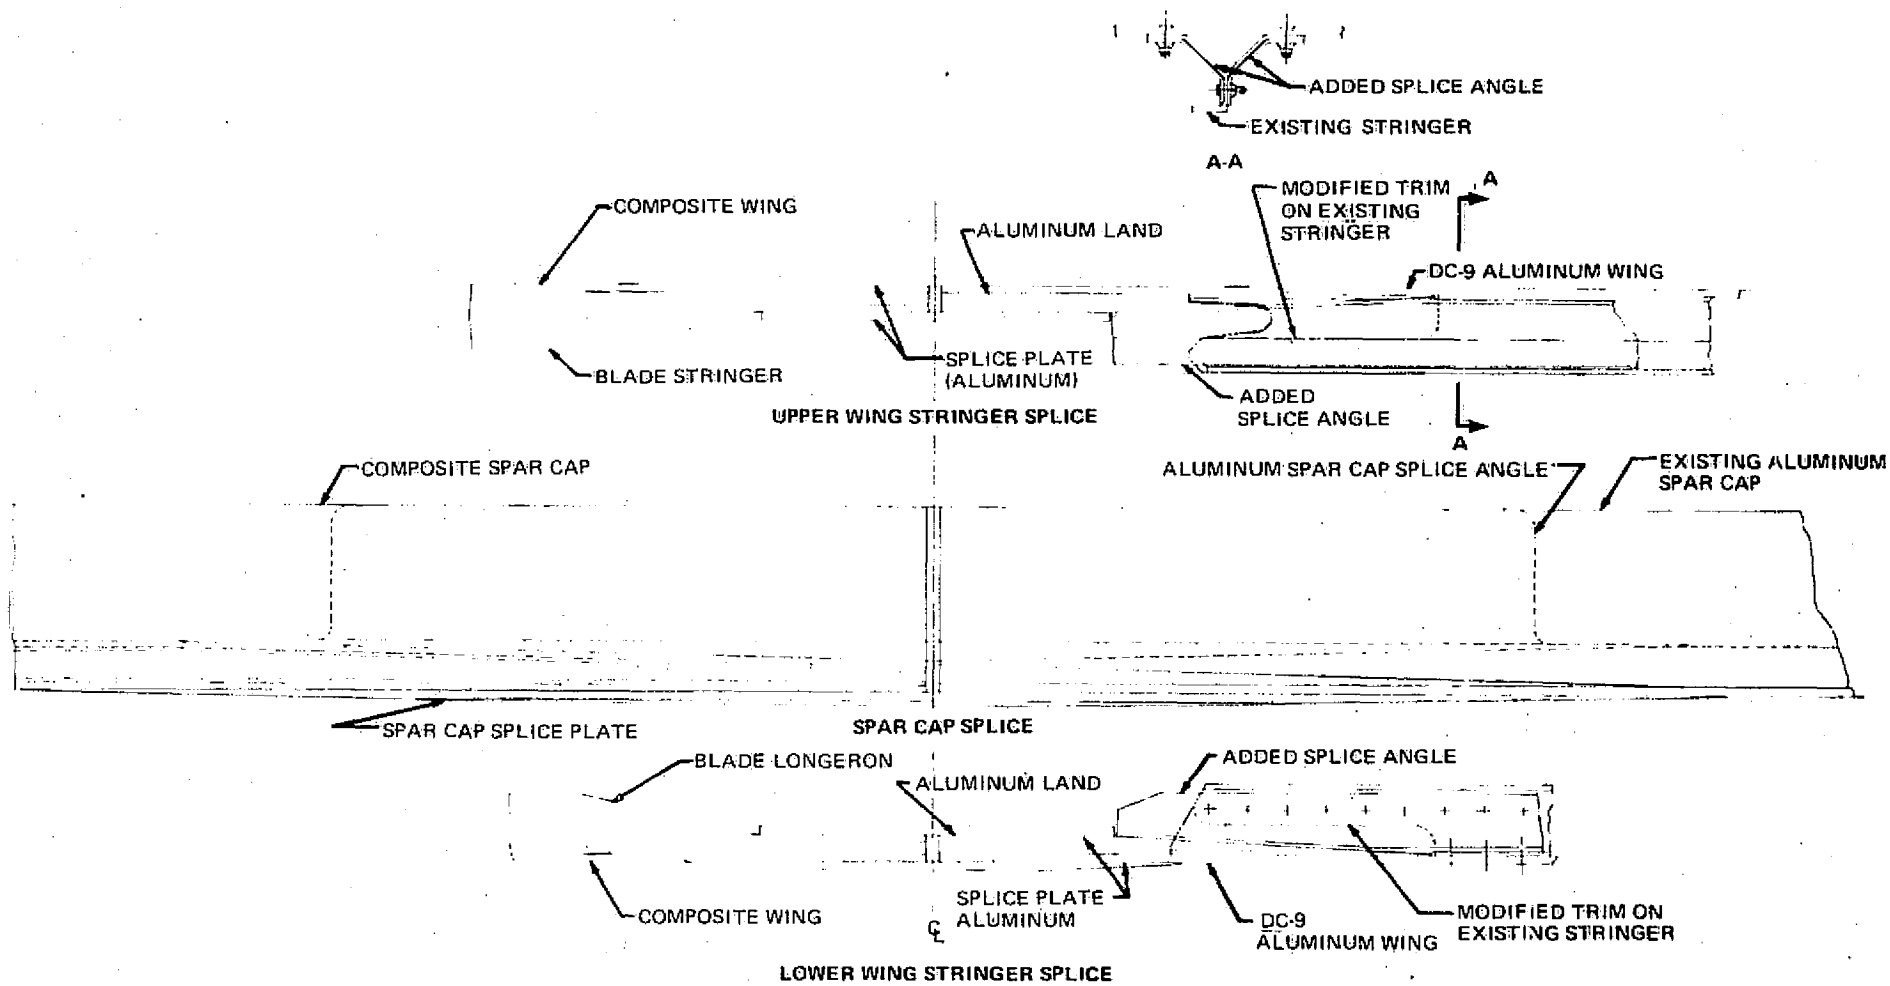 ADDED SPLICE ANGLE
EXISTING STRINGER
A-A
COMPOSITE WING
ALUMINUM LAND
MODIFIED TRIM
ON EXISTING
STRINGER
A
DC-9 ALUMINUM WING
BLADE STRINGER
SPLICE PLATE
(ALUMINUM)
ADDED
SPLICE ANGLE
UPPER WING STRINGER SPLICE
A
COMPOSITE SPAR CAP
ALUMINUM SPAR CAP SPLICE ANGLE
EXISTING ALUMINUM
SPAR CAP
SPAR CAP SPLICE PLATE
SPAR CAP SPLICE
BLADE LONGERON
ALUMINUM LAND
ADDED SPLICE ANGLE
COMPOSITE WING
SPLICE PLATE
ALUMINUM
℄
DC-9
ALUMINUM WING
MODIFIED TRIM ON
EXISTING STRINGER
LOWER WING STRINGER SPLICE